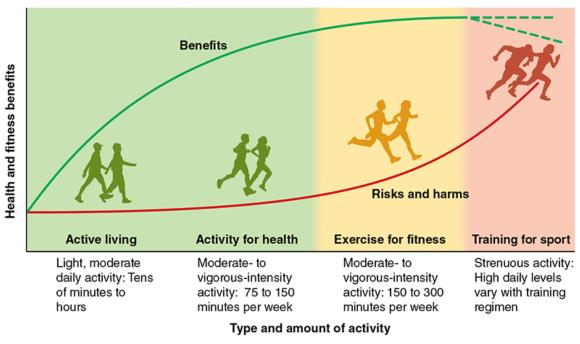 Health and fitness benefits
Benefits
Risks and harms
Active living
Activity for health
Exercise for fitness
Training for sport
Light, moderate
daily activity: Tens
of minutes to
hours
Moderate- to
vigorous-intensity
activity: 75 to 150
minutes per week
Moderate- to
vigorous-intensity
activity: 150 to 300
minutes per week
Strenuous activity:
High daily levels
vary with training
regimen
Type and amount of activity